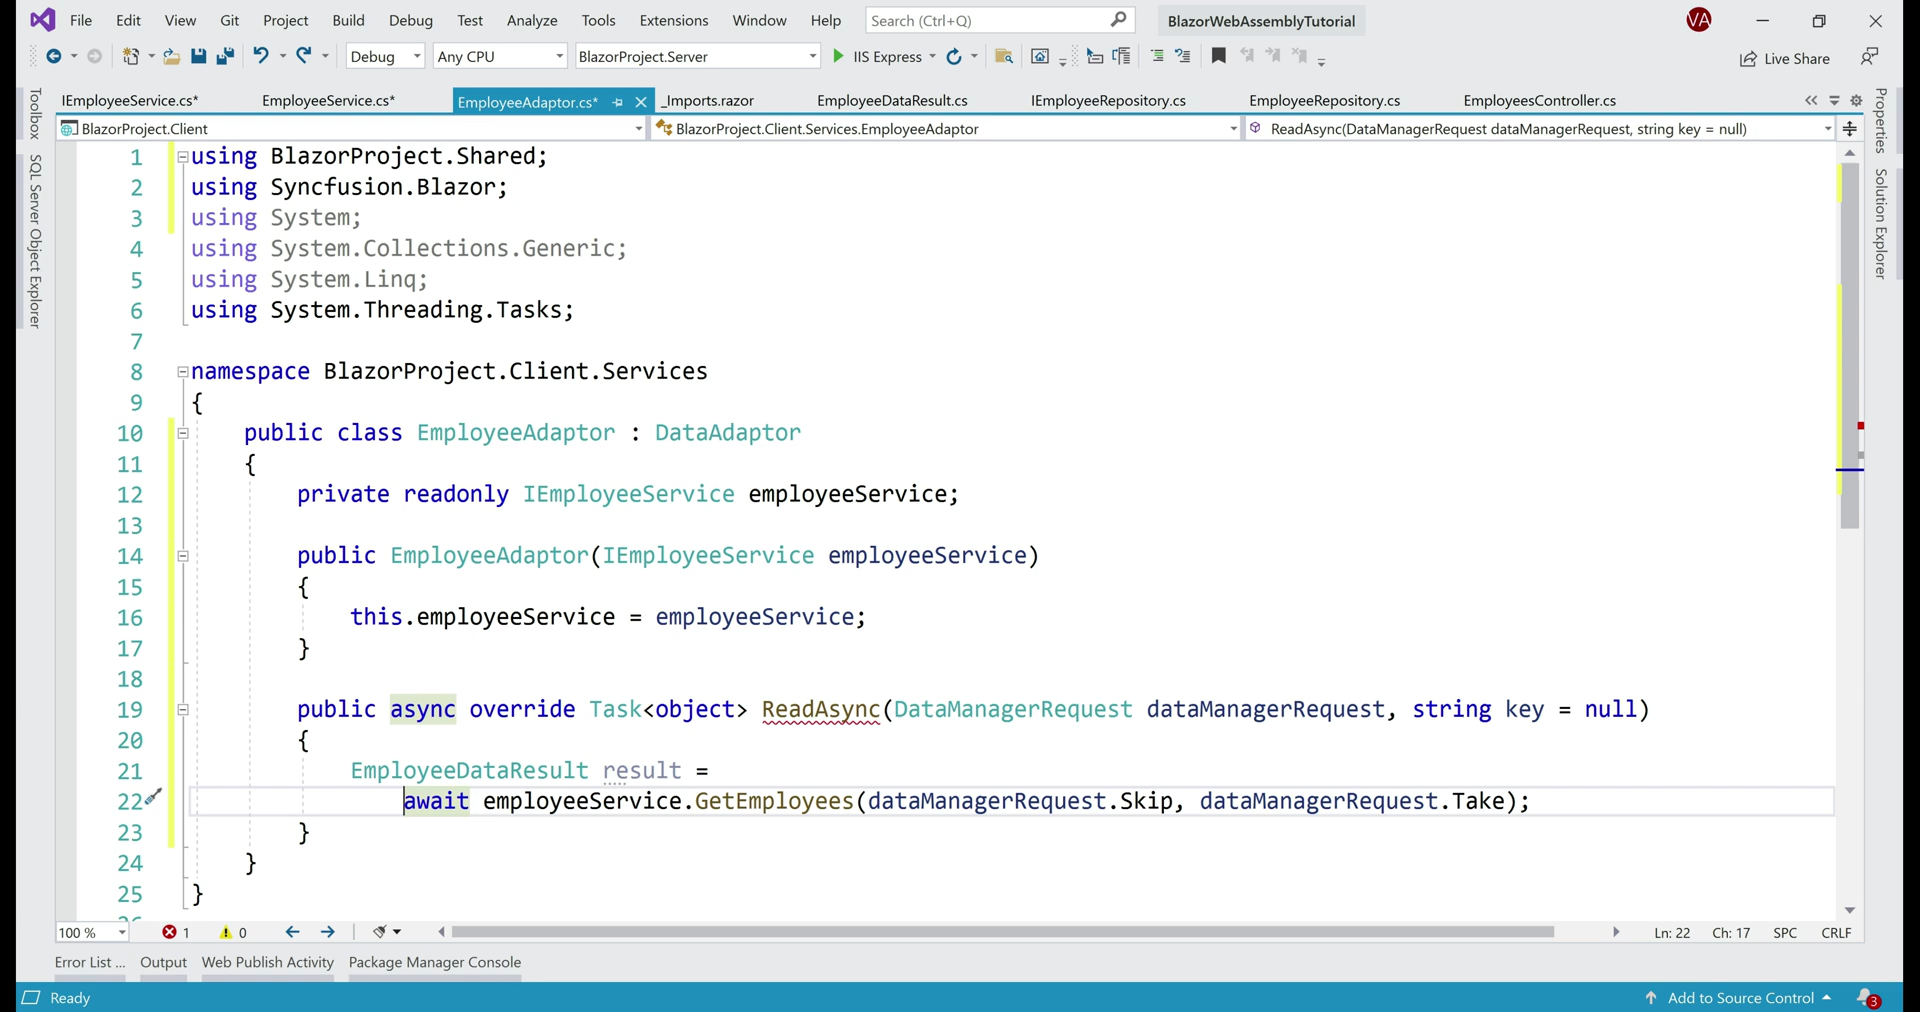 File Edit View Git Project Build Debug Test Analyze Tools Extensions Window Help Search (Ctrl+Q) BlazorWebAssemblyTutorial VA
Debug Any CPU BlazorProject.Server IIS Express Live Share
IEmployeeService.cs* EmployeeService.cs* EmployeeAdaptor.cs* _Imports.razor EmployeeDataResult.cs IEmployeeRepository.cs EmployeeRepository.cs EmployeesController.cs
BlazorProject.Client BlazorProject.Client.Services.EmployeeAdaptor ReadAsync(DataManagerRequest dataManagerRequest, string key = null)
Toolbox
SQL Server Object Explorer
1 using BlazorProject.Shared;
2 using Syncfusion.Blazor;
3 using System;
4 using System.Collections.Generic;
5 using System.Linq;
6 using System.Threading.Tasks;
7
8 namespace BlazorProject.Client.Services
9 {
10 public class EmployeeAdaptor : DataAdaptor
11 {
12 private readonly IEmployeeService employeeService;
13
14 public EmployeeAdaptor(IEmployeeService employeeService)
15 {
16 this.employeeService = employeeService;
17 }
18
19 public async override Task<object> ReadAsync(DataManagerRequest dataManagerRequest, string key = null)
20 {
21 EmployeeDataResult result =
22 await employeeService.GetEmployees(dataManagerRequest.Skip, dataManagerRequest.Take);
23 }
24 }
25 }
Properties
Solution Explorer
100 % 1 0 Ln: 22 Ch: 17 SPC CRLF
Error List ... Output Web Publish Activity Package Manager Console
Ready Add to Source Control 3